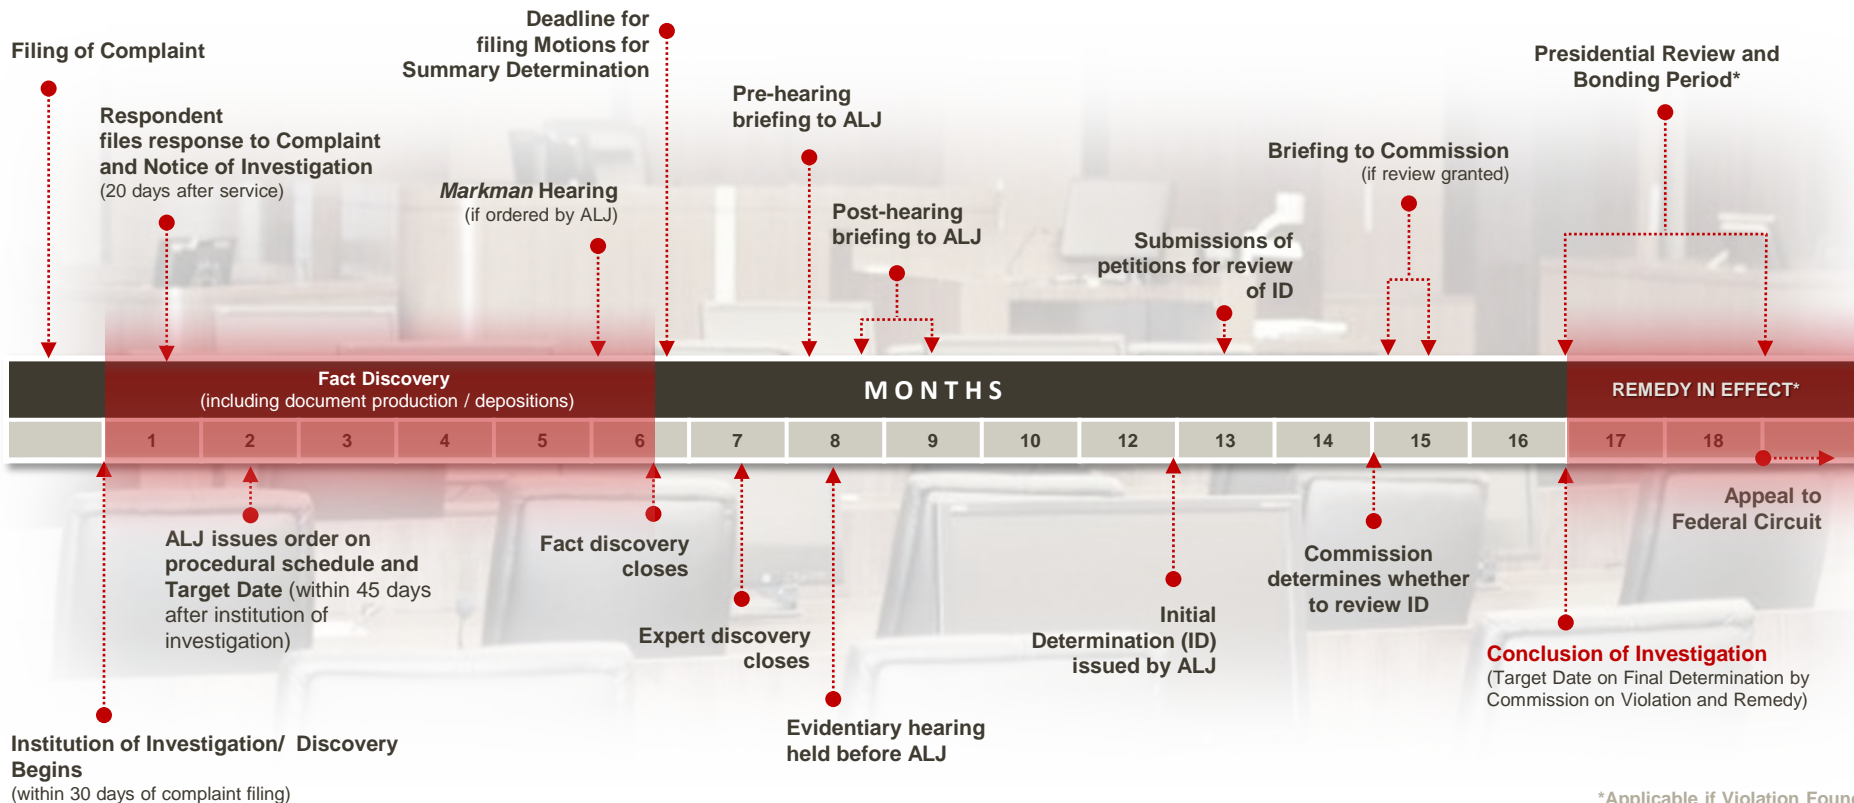 Filing of Complaint
Respondent
files response to Complaint
and Notice of Investigation
(20 days after service)
Deadline for
filing Motions for
Summary Determination
Markman Hearing
(if ordered by ALJ)
Pre-hearing
briefing to ALJ
Post-hearing
briefing to ALJ
Submissions of
petitions for review
of ID
Briefing to Commission
(if review granted)
Presidential Review and
Bonding Period*
Fact Discovery
(including document production / depositions)
MONTHS
REMEDY IN EFFECT*
1 2 3 4 5 6 7 8 9 10 12 13 14 15 16 17 18
Institution of Investigation/ Discovery
Begins
(within 30 days of complaint filing)
ALJ issues order on
procedural schedule and
Target Date (within 45 days
after institution of
investigation)
Fact discovery
closes
Expert discovery
closes
Evidentiary hearing
held before ALJ
Initial
Determination (ID)
issued by ALJ
Commission
determines whether
to review ID
Conclusion of Investigation
(Target Date on Final Determination by
Commission on Violation and Remedy)
Appeal to
Federal Circuit
*Applicable if Violation Foun